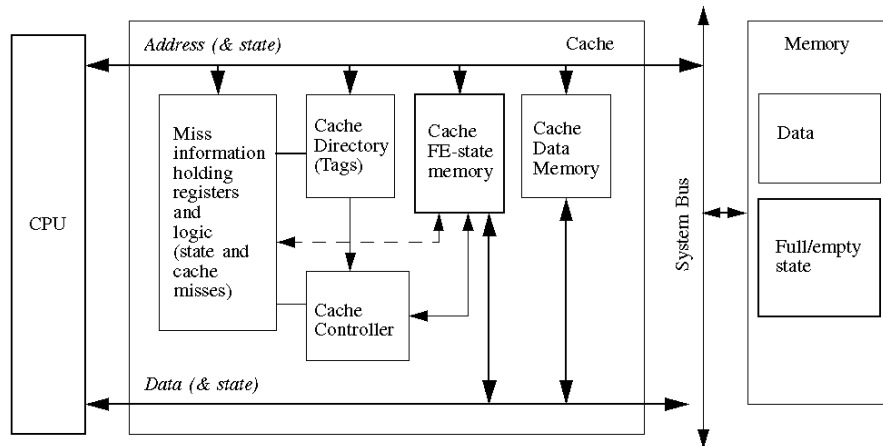 Address (& state)
Cache
Memory
Miss
information
holding
registers
and
logic
(state and
cache
misses)
Cache
Directory
(Tags)
Cache
FE-state
memory
Cache
Data
Memory
Data
CPU
System Bus
Full/empty
state
Cache
Controller
Data (& state)